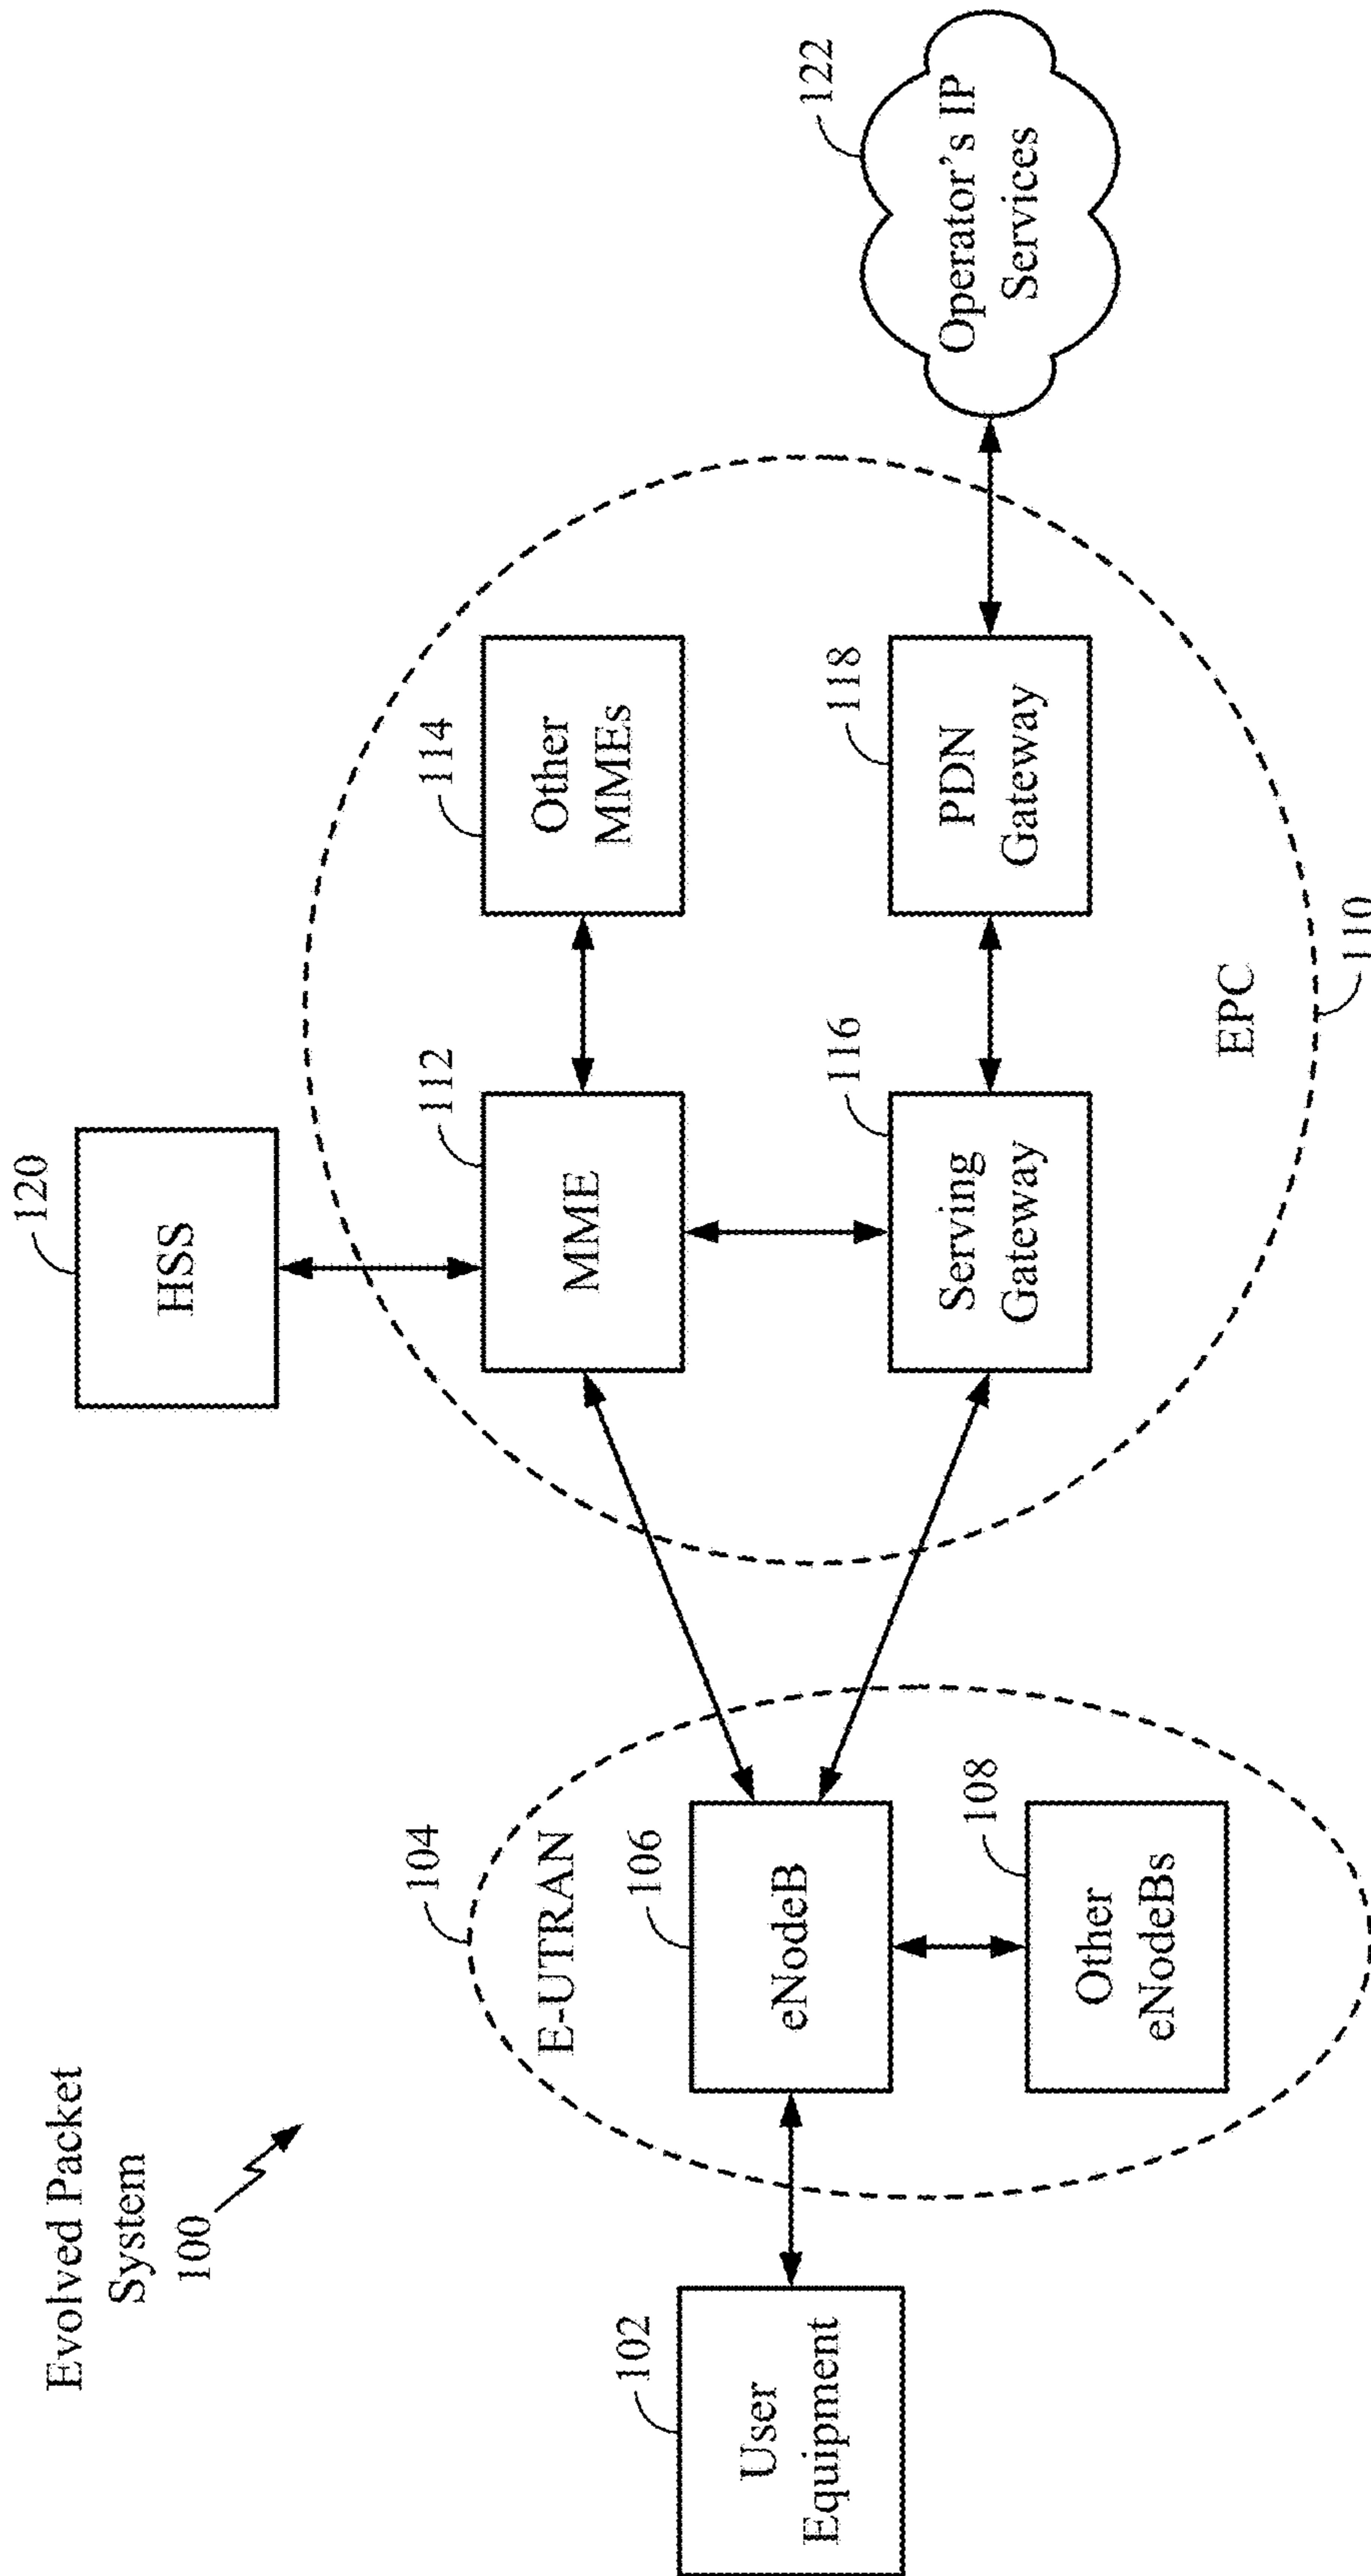 Evolved Packet
System
100
120
HSS
104
E-UTRAN
112
MME
114
Other
MMEs
102
User
Equipment
106
eNodeB
108
Other
eNodeBs
116
Serving
Gateway
118
PDN
Gateway
122
Operator's IP
Services
EPC
110